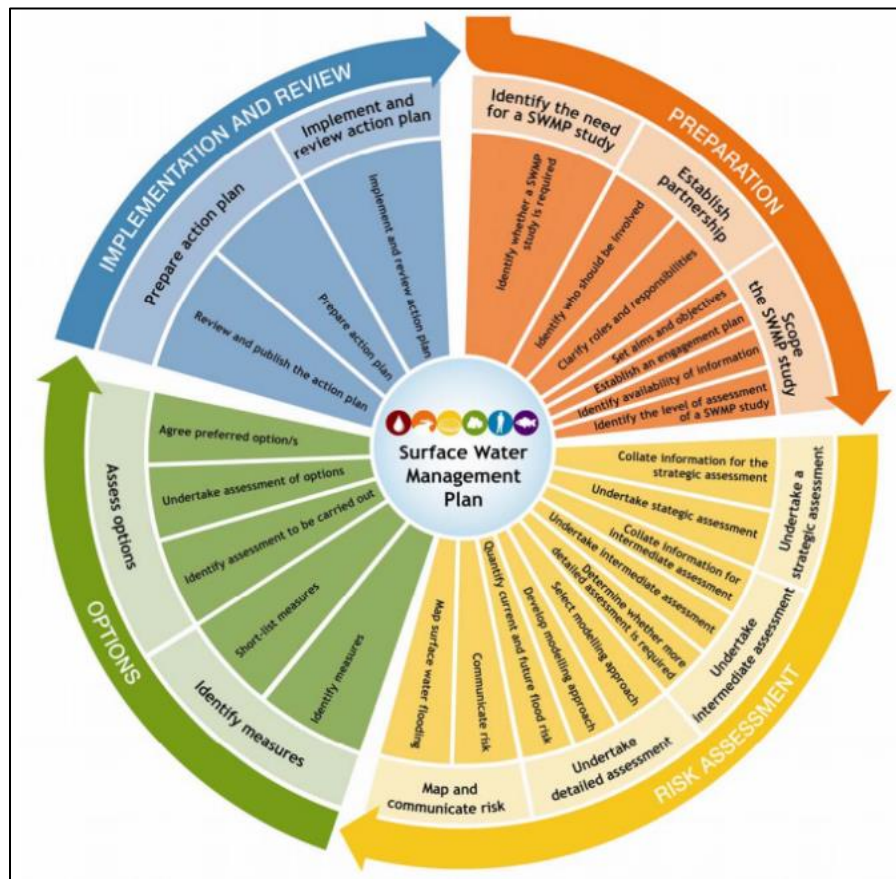 PREPARATION
Identify the need
for a SWMP study
Identify whether a SWMP
study is required
Establish
partnership
Identify who should be involved
Clarify roles and responsibilities
Scope
the SWMP study
Set aims and objectives
Establish an engagement plan
Identify availability of information
Identify the level of assessment
of a SWMP study
RISK ASSESSMENT
Undertake a
strategic assessment
Collate information for the
strategic assessment
Undertake stategic assessment
Undertake
intermediate assessment
Collate information for
intermediate assessment
Undertake intermediate assessment
Determine whether more
detailed assessment is required
Undertake
detailed assessment
Select modelling approach
Develop modelling approach
Quantify current and future flood risk
Map and
communicate risk
Communicate risk
Map surface water flooding
OPTIONS
Identify measures
Identify measures
Short-list measures
Assess options
Identify assessment to be carried out
Undertake assessment of options
Agree preferred option/s
IMPLEMENTATION AND REVIEW
Prepare action plan
Review and publish the action plan
Prepare action plan
Implement and
review action plan
Implement and review action plan
Surface Water
Management
Plan